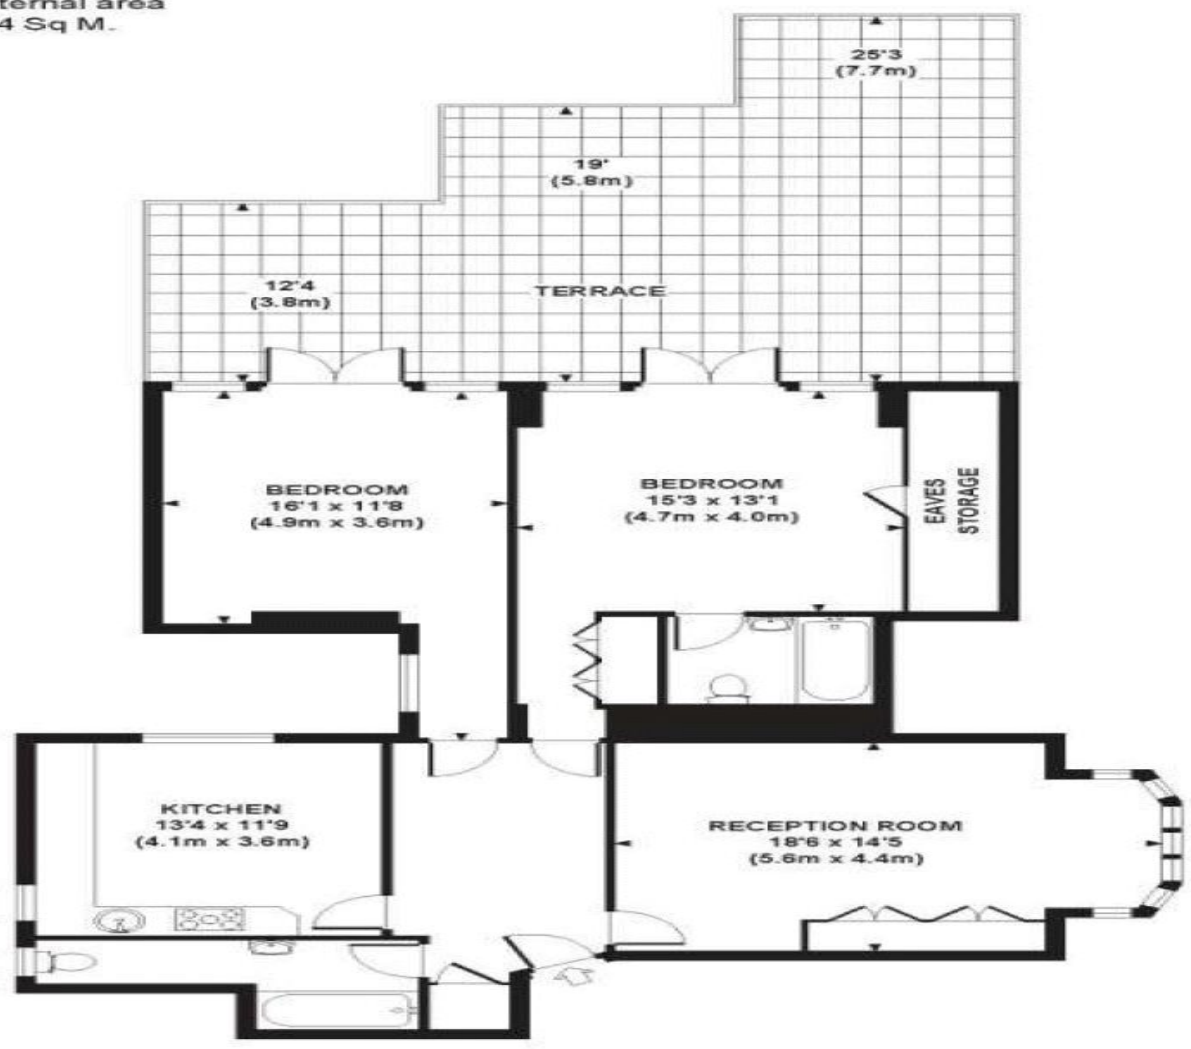 area
4 Sq M.
25'3
(7.7m)
19'
(5.8m)
12'4
(3.8m)
TERRACE
BEDROOM
16'1 x 11'8
(4.9m x 3.6m)
BEDROOM
15'3 x 13'1
(4.7m x 4.0m)
EAVES
STORAGE
KITCHEN
13'4 x 11'9
(4.1m x 3.6m)
RECEPTION ROOM
18'6 x 14'5
(5.6m x 4.4m)